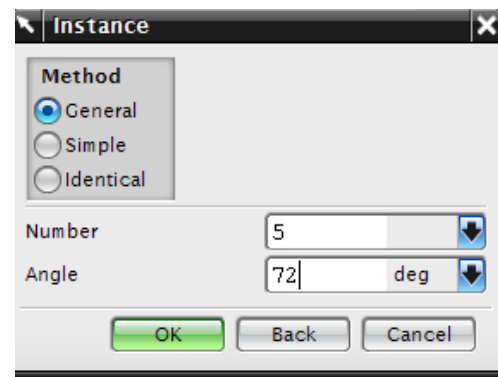 Instance
Method
General
Simple
Identical
Number 5
Angle 72 deg
OK Back Cancel